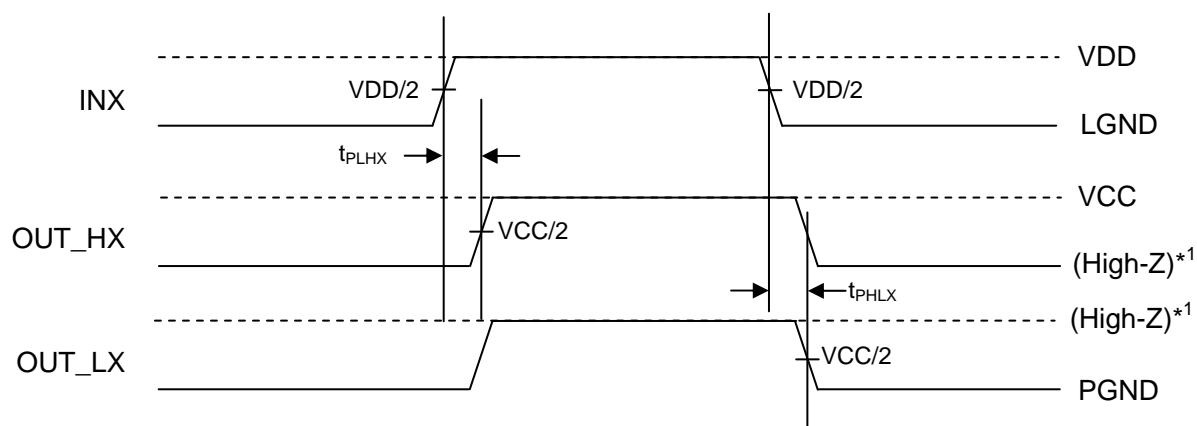 VDD
VDD/2
VDD/2
INX
LGND
tPLHX
VCC
VCC/2
OUT_HX
(High-Z)*1
tPHLX
(High-Z)*1
VCC/2
OUT_LX
PGND